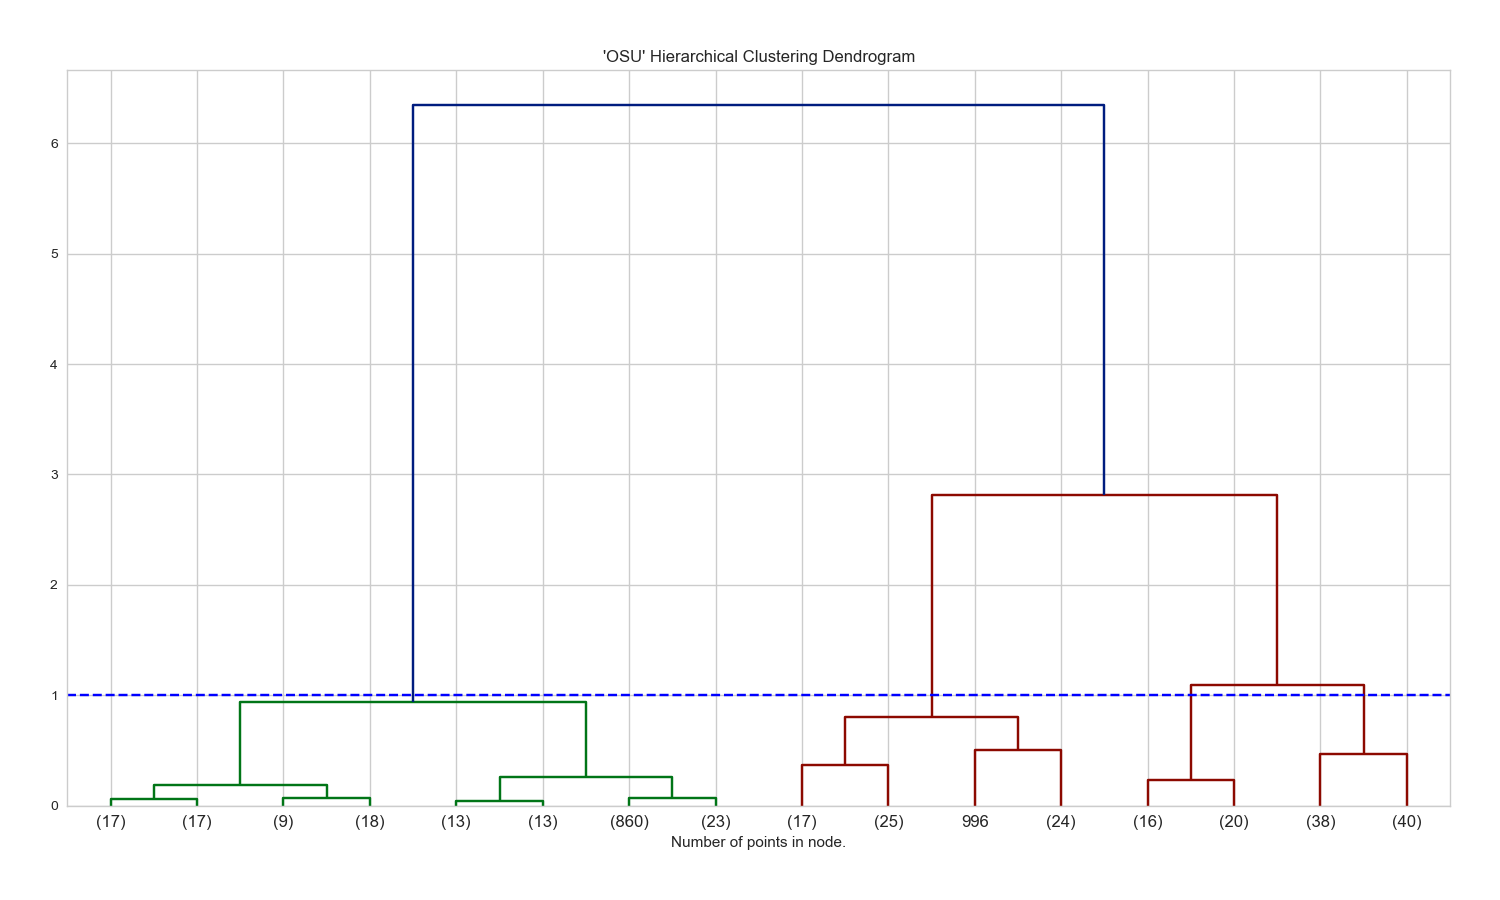 'OSU' Hierarchical Clustering Dendrogram
6
5
4
3
2
1
0
(17) (17) (9) (18) (13) (13) (860) (23) (17) (25) 996 (24) (16) (20) (38) (40)
Number of points in node.